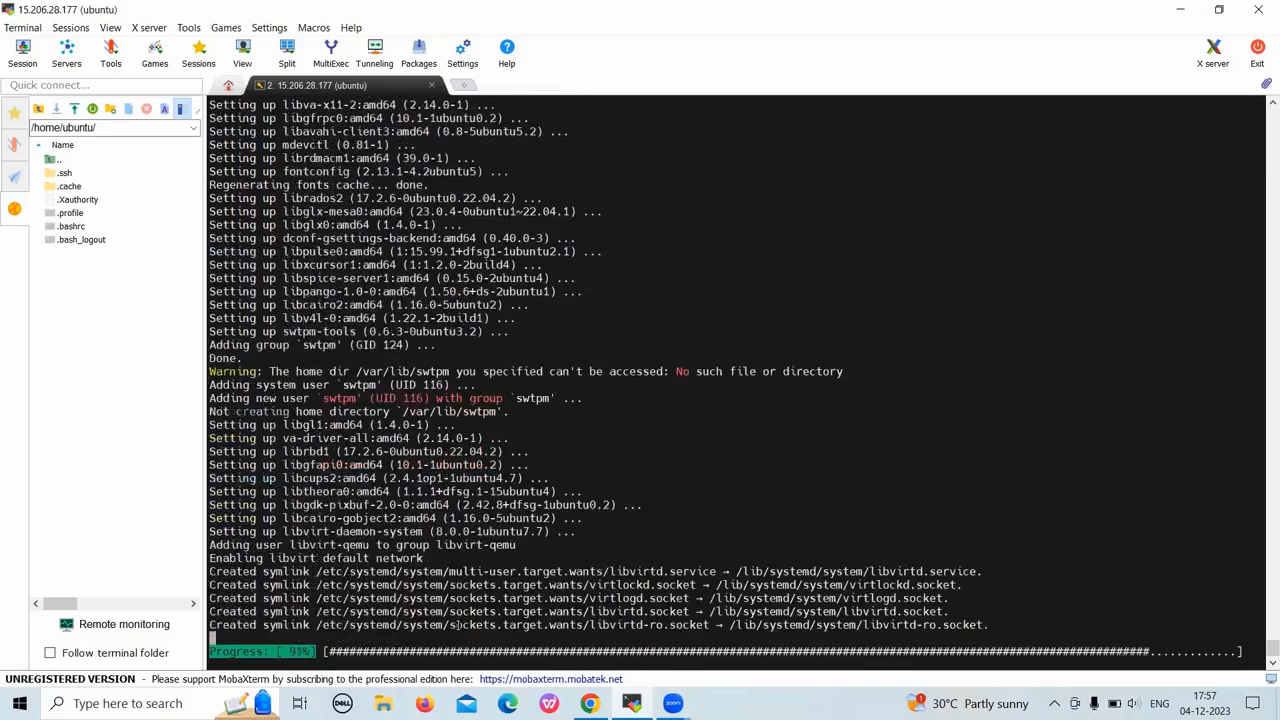 15.206.28.177 (ubuntu)
Terminal Sessions View X server Tools Games Settings Macros Help
Session Servers Tools Games Sessions View Split MultiExec Tunneling Packages Settings Help X server Exit
Quick connect...
2. 15.206.28.177 (ubuntu)
/home/ubuntu/
Name
..
.ssh
.cache
.Xauthority
.profile
.bashrc
.bash_logout
Remote monitoring
Follow terminal folder
Setting up libva-x11-2:amd64 (2.14.0-1) ...
Setting up libgfrpc0:amd64 (10.1-1ubuntu0.2) ...
Setting up libavahi-client3:amd64 (0.8-5ubuntu5.2) ...
Setting up mdevctl (0.81-1) ...
Setting up librdmacm1:amd64 (39.0-1) ...
Setting up fontconfig (2.13.1-4.2ubuntu5) ...
Regenerating fonts cache... done.
Setting up librados2 (17.2.6-0ubuntu0.22.04.2) ...
Setting up libglx-mesa0:amd64 (23.0.4-0ubuntu1~22.04.1) ...
Setting up libglx0:amd64 (1.4.0-1) ...
Setting up dconf-gsettings-backend:amd64 (0.40.0-3) ...
Setting up libpulse0:amd64 (1:15.99.1+dfsg1-1ubuntu2.1) ...
Setting up libxcursor1:amd64 (1:1.2.0-2build4) ...
Setting up libspice-server1:amd64 (0.15.0-2ubuntu4) ...
Setting up libpango-1.0-0:amd64 (1.50.6+ds-2ubuntu1) ...
Setting up libcairo2:amd64 (1.16.0-5ubuntu2) ...
Setting up libv4l-0:amd64 (1.22.1-2build1) ...
Setting up swtpm-tools (0.6.3-0ubuntu3.2) ...
Adding group `swtpm' (GID 124) ...
Done.
Warning: The home dir /var/lib/swtpm you specified can't be accessed: No such file or directory
Adding system user `swtpm' (UID 116) ...
Adding new user `swtpm' (UID 116) with group `swtpm' ...
Not creating home directory `/var/lib/swtpm'.
Setting up libgl1:amd64 (1.4.0-1) ...
Setting up va-driver-all:amd64 (2.14.0-1) ...
Setting up librbd1 (17.2.6-0ubuntu0.22.04.2) ...
Setting up libgfapi0:amd64 (10.1-1ubuntu0.2) ...
Setting up libcups2:amd64 (2.4.1op1-1ubuntu4.7) ...
Setting up libtheora0:amd64 (1.1.1+dfsg.1-15ubuntu4) ...
Setting up libgdk-pixbuf-2.0-0:amd64 (2.42.8+dfsg-1ubuntu0.2) ...
Setting up libcairo-gobject2:amd64 (1.16.0-5ubuntu2) ...
Setting up libvirt-daemon-system (8.0.0-1ubuntu7.7) ...
Adding user libvirt-qemu to group libvirt-qemu
Enabling libvirt default network
Created symlink /etc/systemd/system/multi-user.target.wants/libvirtd.service → /lib/systemd/system/libvirtd.service.
Created symlink /etc/systemd/system/sockets.target.wants/virtlockd.socket → /lib/systemd/system/virtlockd.socket.
Created symlink /etc/systemd/system/sockets.target.wants/virtlogd.socket → /lib/systemd/system/virtlogd.socket.
Created symlink /etc/systemd/system/sockets.target.wants/libvirtd.socket → /lib/systemd/system/libvirtd.socket.
Created symlink /etc/systemd/system/sockets.target.wants/libvirtd-ro.socket → /lib/systemd/system/libvirtd-ro.socket.
UNREGISTERED VERSION - Please support MobaXterm by subscribing to the professional edition here: https://mobaxterm.mobatek.net
Type here to search
30°C Partly sunny
ENG
17:57
04-12-2023